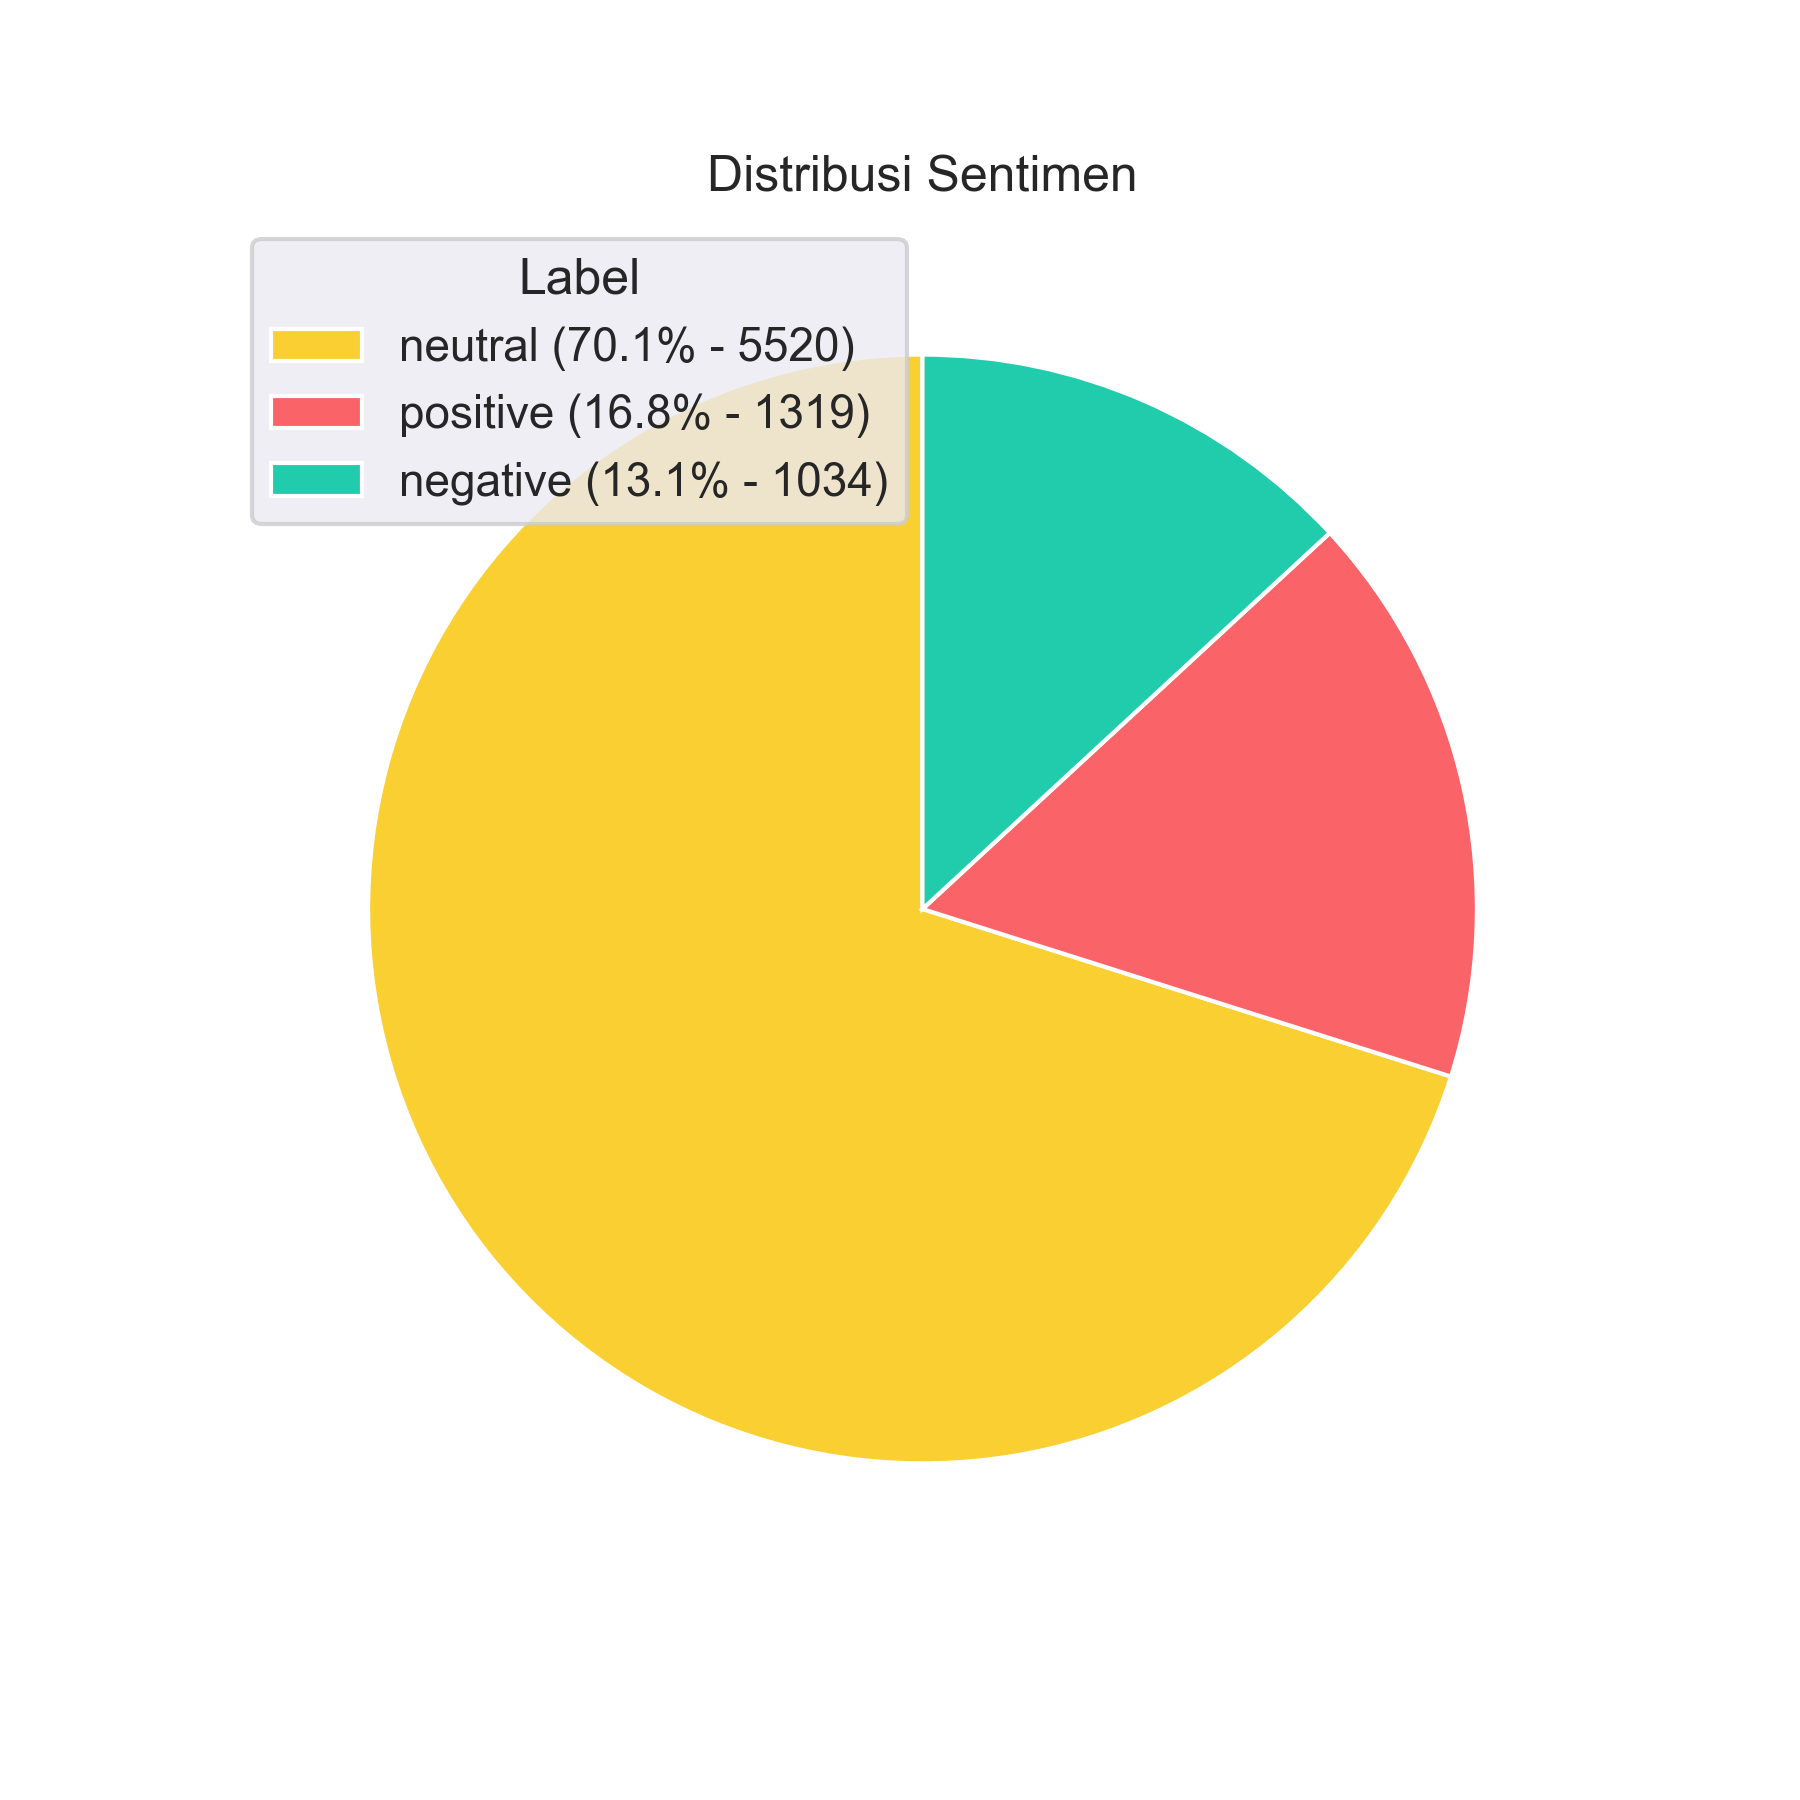 Distribusi Sentimen
Label
neutral (70.1% - 5520)
positive (16.8% - 1319)
negative (13.1% - 1034)